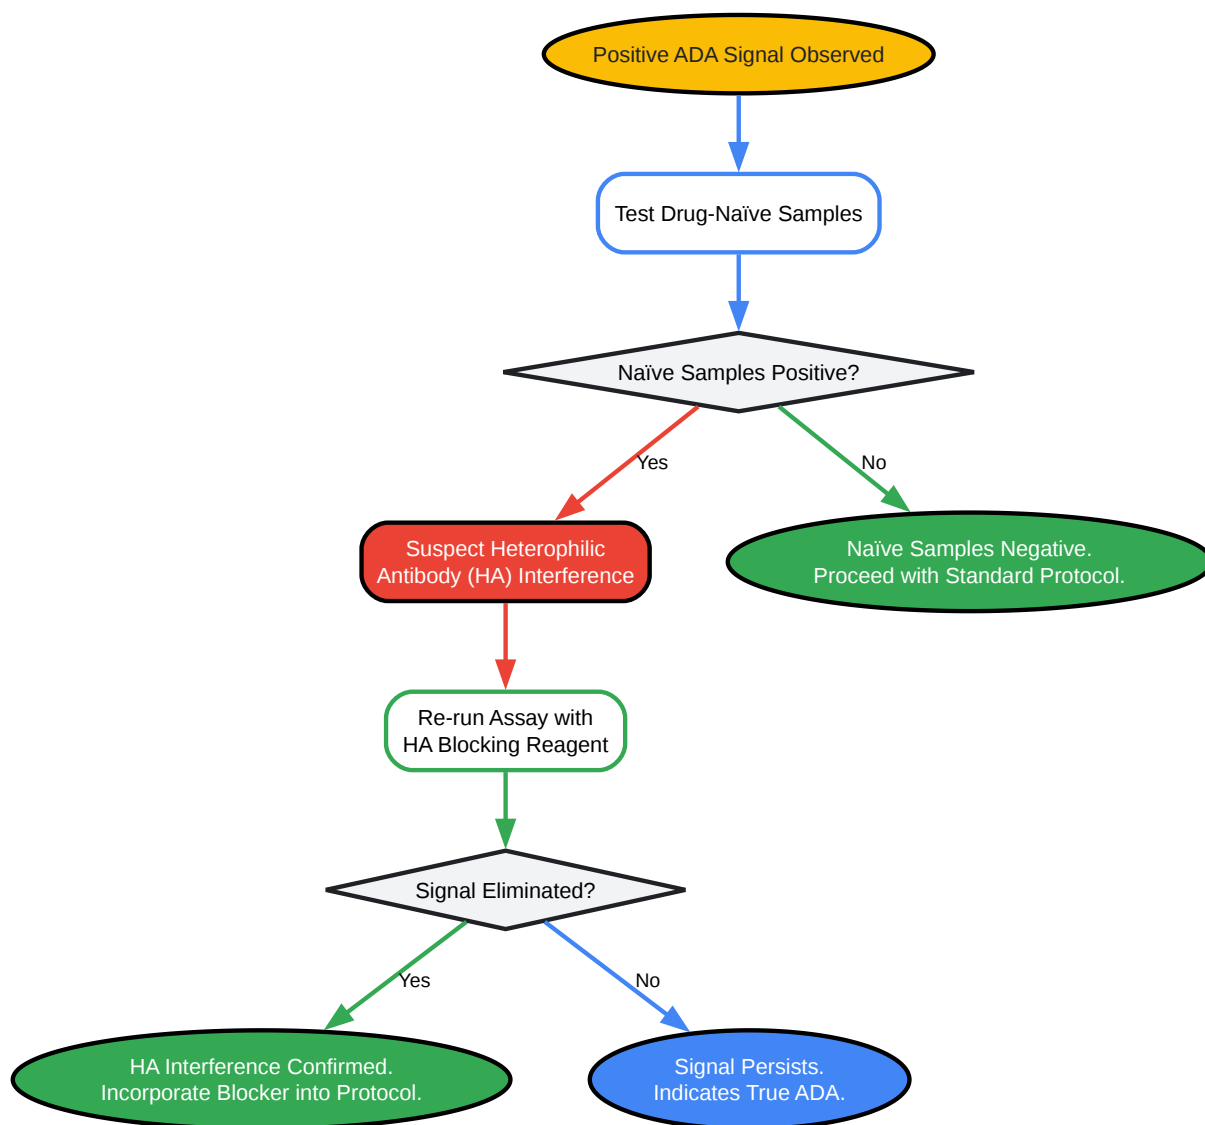 Positive ADA Signal Observed
Test Drug-Naïve Samples
Naïve Samples Positive?
Yes
No
Suspect Heterophilic
Antibody (HA) Interference
Naïve Samples Negative.
Proceed with Standard Protocol.
Re-run Assay with
HA Blocking Reagent
Signal Eliminated?
Yes
No
HA Interference Confirmed.
Incorporate Blocker into Protocol.
Signal Persists.
Indicates True ADA.